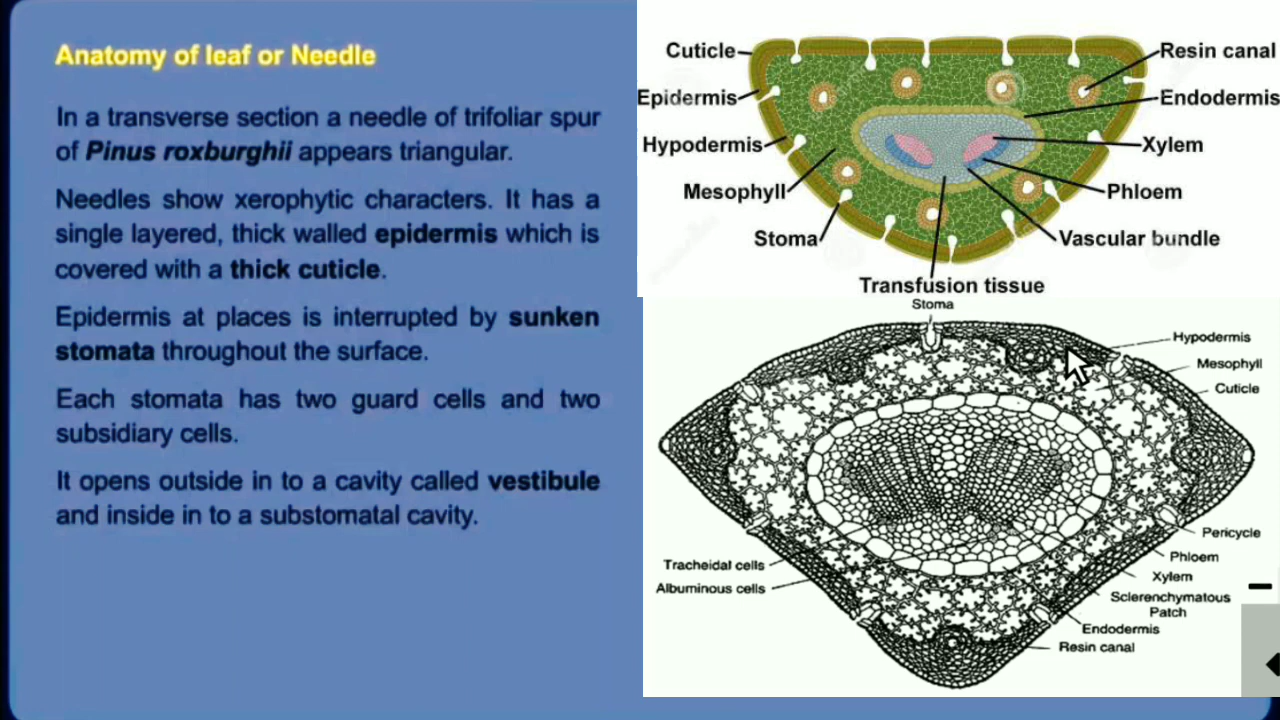 Anatomy of leaf or Needle
In a transverse section a needle of trifoliar spur
of Pinus roxburghii appears triangular.
Needles show xerophytic characters. It has a
single layered, thick walled epidermis which is
covered with a thick cuticle.
Epidermis at places is interrupted by sunken
stomata throughout the surface.
Each stomata has two guard cells and two
subsidiary cells.
It opens outside in to a cavity called vestibule
and inside in to a substomatal cavity.
Cuticle
Epidermis
Hypodermis
Mesophyll
Stoma
Resin canal
Endodermis
Xylem
Phloem
Vascular bundle
Transfusion tissue
Stoma
Hypodermis
Mesophyll
Cuticle
Tracheidal cells
Albuminous cells
Pericycle
Phloem
Xylem
Sclerenchymatous
Patch
Endodermis
Resin canal